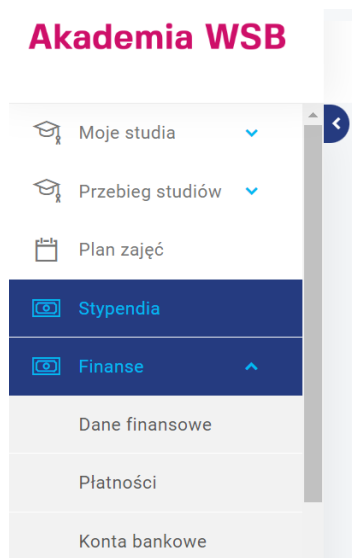 Akademia WSB
Moje studia
Przebieg studiów
Plan zajęć
Stypendia
Finanse
Dane finansowe
Płatności
Konta bankowe